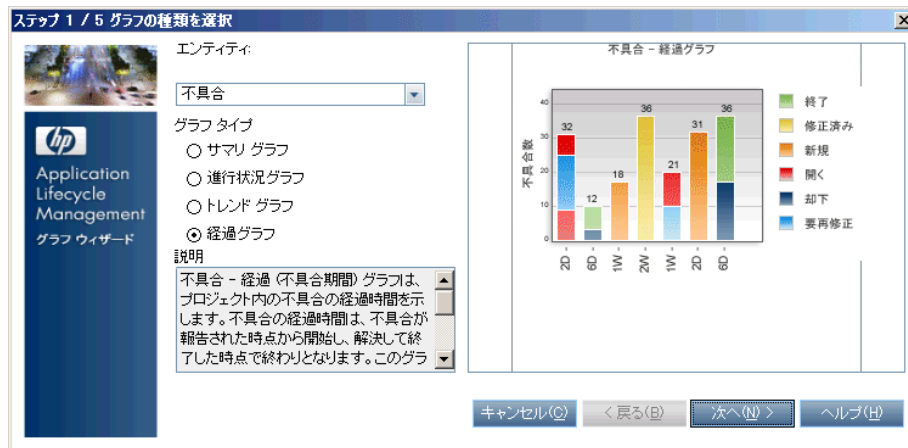 ステップ 1 / 5 グラフの種類を選択
エンティティ:
不具合
グラフ タイプ
サマリ グラフ
進行状況グラフ
トレンド グラフ
経過グラフ
説明
不具合 - 経過 (不具合期間) グラフは、
プロジェクト内の不具合の経過時間を示
します。不具合の経過時間は、不具合が
報告された時点から開始し、解決して終
了した時点で終わりとなります。このグラ
hp
Application
Lifecycle
Management
グラフ ウィザード
不具合 - 経過グラフ
不具合数
40
30
20
10
0
32
12
18
36
21
31
36
2D -
6D -
1W -
2W -
1W -
2D -
6D -
終了
修正済み
新規
開く
却下
要再修正
キャンセル(C)
< 戻る(B)
次へ(N) >
ヘルプ(H)